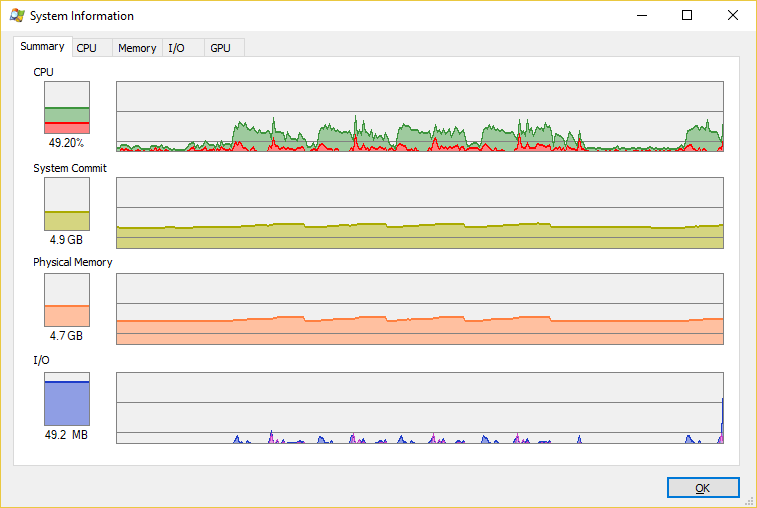 System Information
Summary CPU Memory I/O GPU
CPU
49.20%
System Commit
4.9 GB
Physical Memory
4.7 GB
I/O
49.2 MB
OK